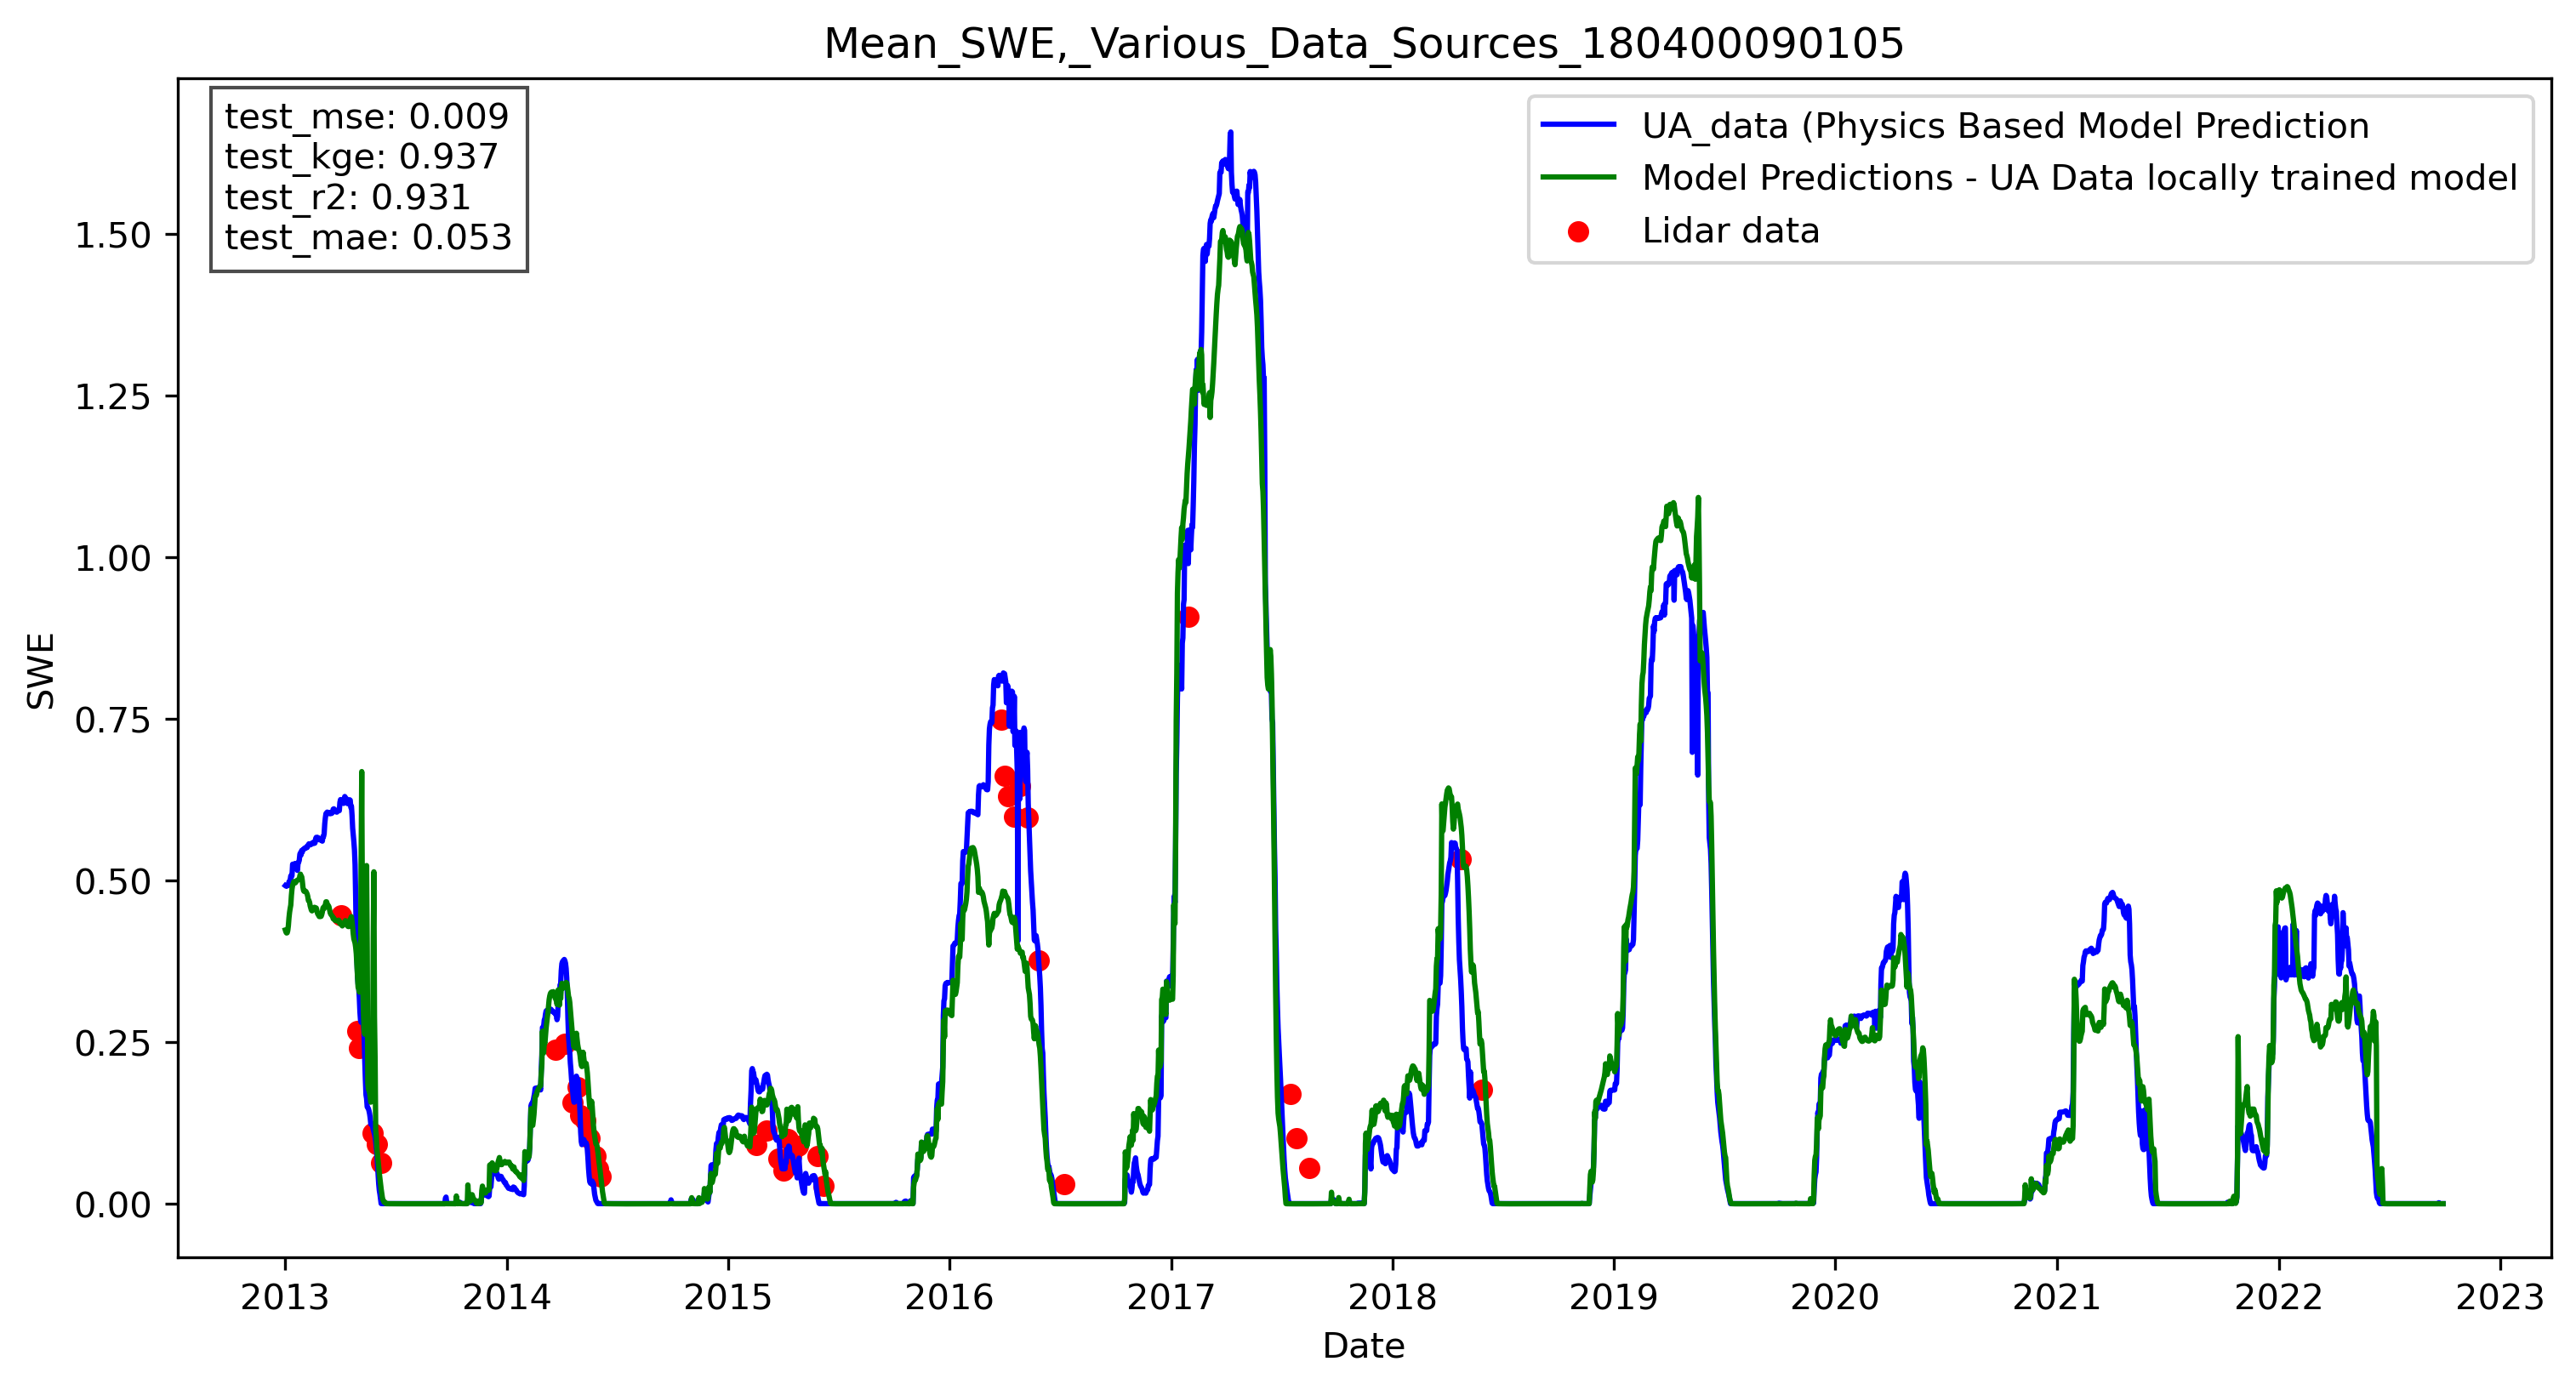 Mean_SWE,_Various_Data_Sources_180400090105
test_mse: 0.009
test_kge: 0.937
test_r2: 0.931
test_mae: 0.053
UA_data (Physics Based Model Prediction
Model Predictions - UA Data locally trained model
Lidar data
1.50
1.25
1.00
0.75
0.50
0.25
0.00
SWE
2013 2014 2015 2016 2017 2018 2019 2020 2021 2022 2023
Date